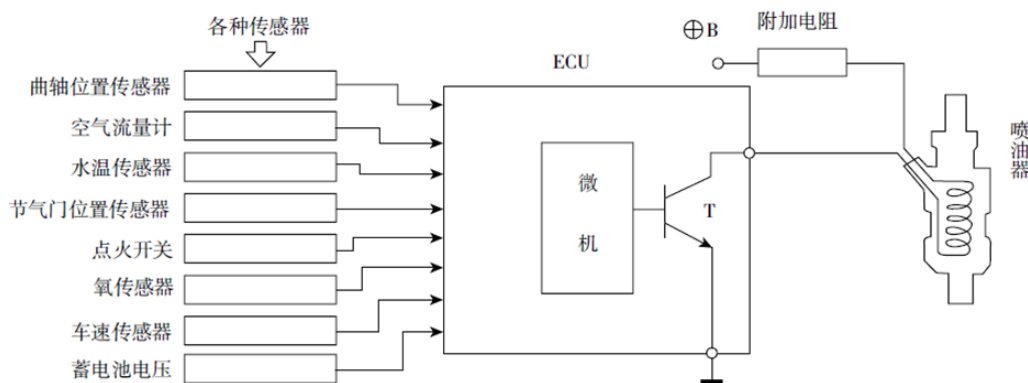 各种传感器
曲轴位置传感器
空气流量计
水温传感器
节气门位置传感器
点火开关
氧传感器
车速传感器
蓄电池电压
ECU
微
机
T
⊕B
附加电阻
喷油器